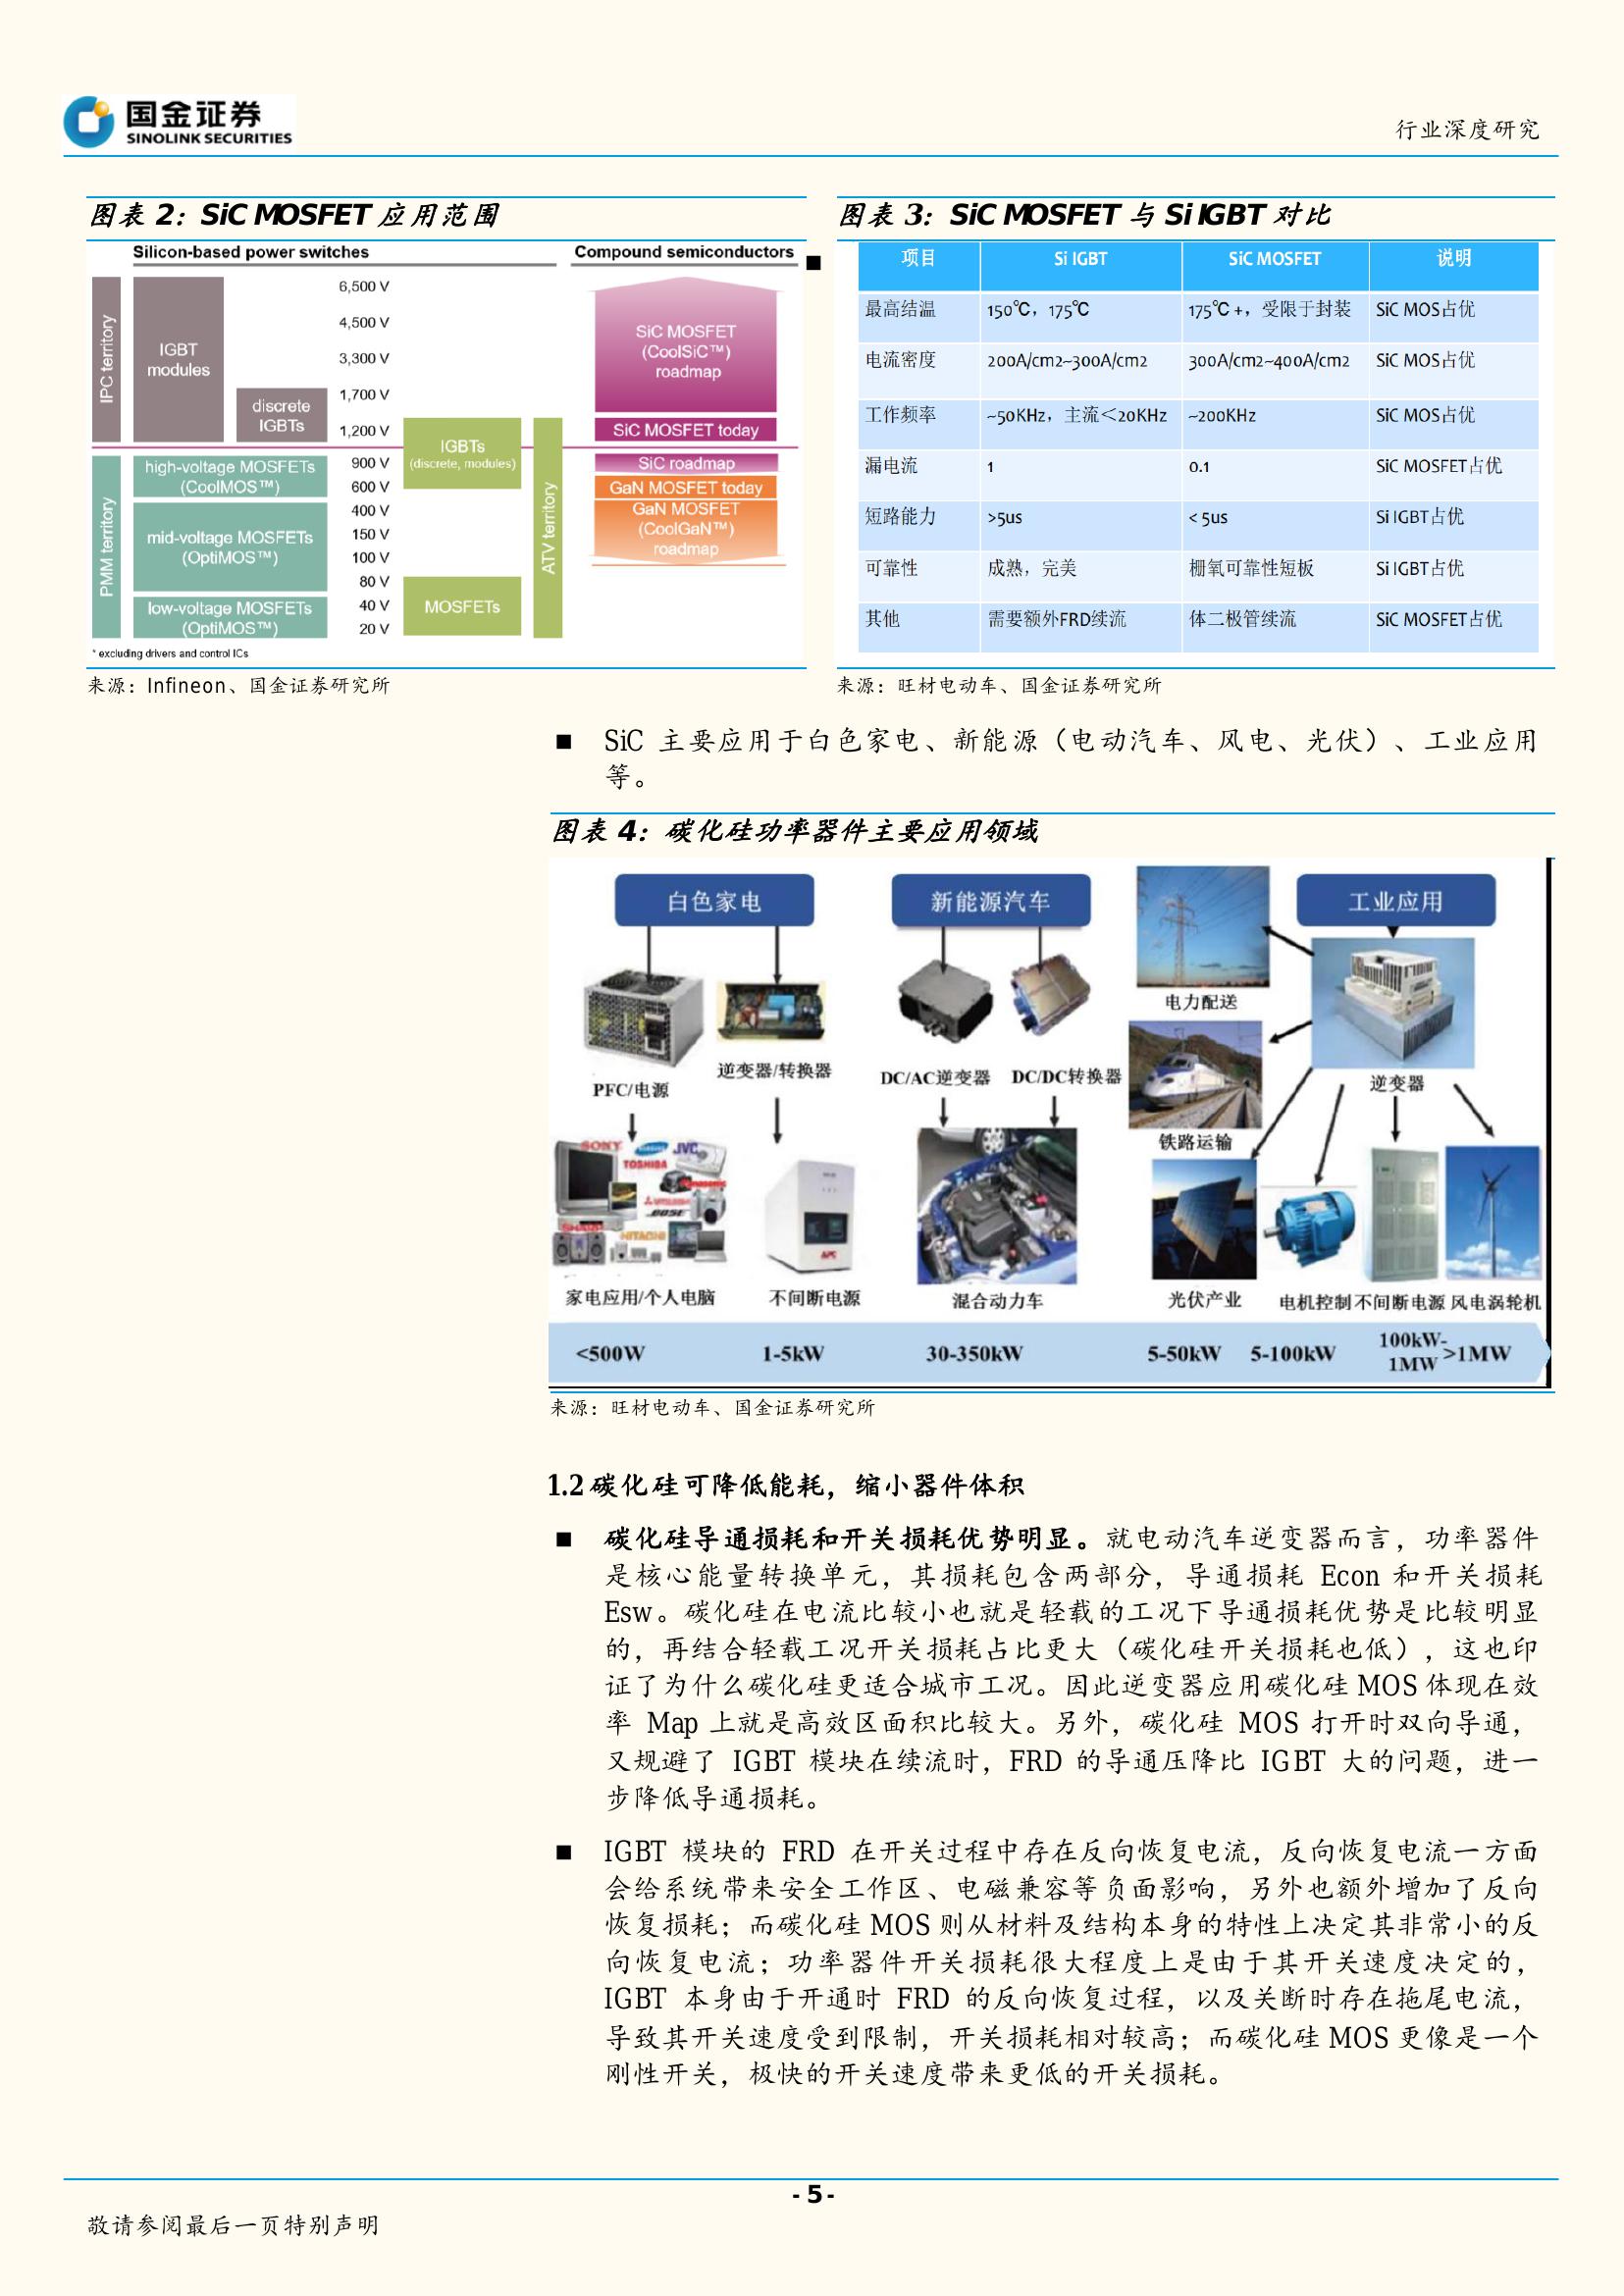 国金证券
SINOLINK SECURITIES
行业深度研究
图表 2：SiC MOSFET 应用范围
Silicon-based power switches
Compound semiconductors
IPC territory
IGBT
modules
discrete
IGBTs
6,500 V
4,500 V
3,300 V
1,700 V
1,200 V
900 V
600 V
400 V
150 V
100 V
80 V
40 V
20 V
PMM territory
high-voltage MOSFETs
(CoolMOS™)
mid-voltage MOSFETs
(OptiMOS™)
low-voltage MOSFETs
(OptiMOS™)
IGBTs
(discrete, modules)
MOSFETs
ATV territory
SiC MOSFET
(CoolSiC™)
roadmap
SiC MOSFET today
SiC roadmap
GaN MOSFET today
GaN MOSFET
(CoolGaN™)
roadmap
* excluding drivers and control ICs
来源：Infineon、国金证券研究所
图表 3：SiC MOSFET 与 Si IGBT 对比
项目 Si IGBT SiC MOSFET 说明
最高结温 150℃，175℃ 175℃+，受限于封装 SiC MOS占优
电流密度 200A/cm2~300A/cm2 300A/cm2~400A/cm2 SiC MOS占优
工作频率 ~50KHz，主流＜20KHz ~200KHz SiC MOS占优
漏电流 1 0.1 SiC MOSFET占优
短路能力 >5us < 5us Si IGBT占优
可靠性 成熟，完美 栅氧可靠性短板 Si IGBT占优
其他 需要额外FRD续流 体二极管续流 SiC MOSFET占优
来源：旺材电动车、国金证券研究所
■ SiC 主要应用于白色家电、新能源（电动汽车、风电、光伏）、工业应用
等。
图表 4：碳化硅功率器件主要应用领域
白色家电 新能源汽车 工业应用
电力配送
PFC/电源 逆变器/转换器 DC/AC逆变器 DC/DC转换器 逆变器
铁路运输
SONY
JVC
TOSHIBA
Panasonic
MITSUBISHI
BOSE
SHARP
HITACHI
APC
家电应用/个人电脑 不间断电源 混合动力车 光伏产业 电机控制 不间断电源 风电涡轮机
<500W 1-5kW 30-350kW 5-50kW 5-100kW 100kW-
1MW >1MW
来源：旺材电动车、国金证券研究所
1.2 碳化硅可降低能耗，缩小器件体积
■ 碳化硅导通损耗和开关损耗优势明显。就电动汽车逆变器而言，功率器件
是核心能量转换单元，其损耗包含两部分，导通损耗 Econ 和开关损耗
Esw。碳化硅在电流比较小也就是轻载的工况下导通损耗优势是比较明显
的，再结合轻载工况开关损耗占比更大（碳化硅开关损耗也低），这也印
证了为什么碳化硅更适合城市工况。因此逆变器应用碳化硅 MOS 体现在效
率 Map 上就是高效区面积比较大。另外，碳化硅 MOS 打开时双向导通，
又规避了 IGBT 模块在续流时，FRD 的导通压降比 IGBT 大的问题，进一
步降低导通损耗。
■ IGBT 模块的 FRD 在开关过程中存在反向恢复电流，反向恢复电流一方面
会给系统带来安全工作区、电磁兼容等负面影响，另外也额外增加了反向
恢复损耗；而碳化硅 MOS 则从材料及结构本身的特性上决定其非常小的反
向恢复电流；功率器件开关损耗很大程度上是由于其开关速度决定的，
IGBT 本身由于开通时 FRD 的反向恢复过程，以及关断时存在拖尾电流，
导致其开关速度受到限制，开关损耗相对较高；而碳化硅 MOS 更像是一个
刚性开关，极快的开关速度带来更低的开关损耗。
- 5 -
敬请参阅最后一页特别声明